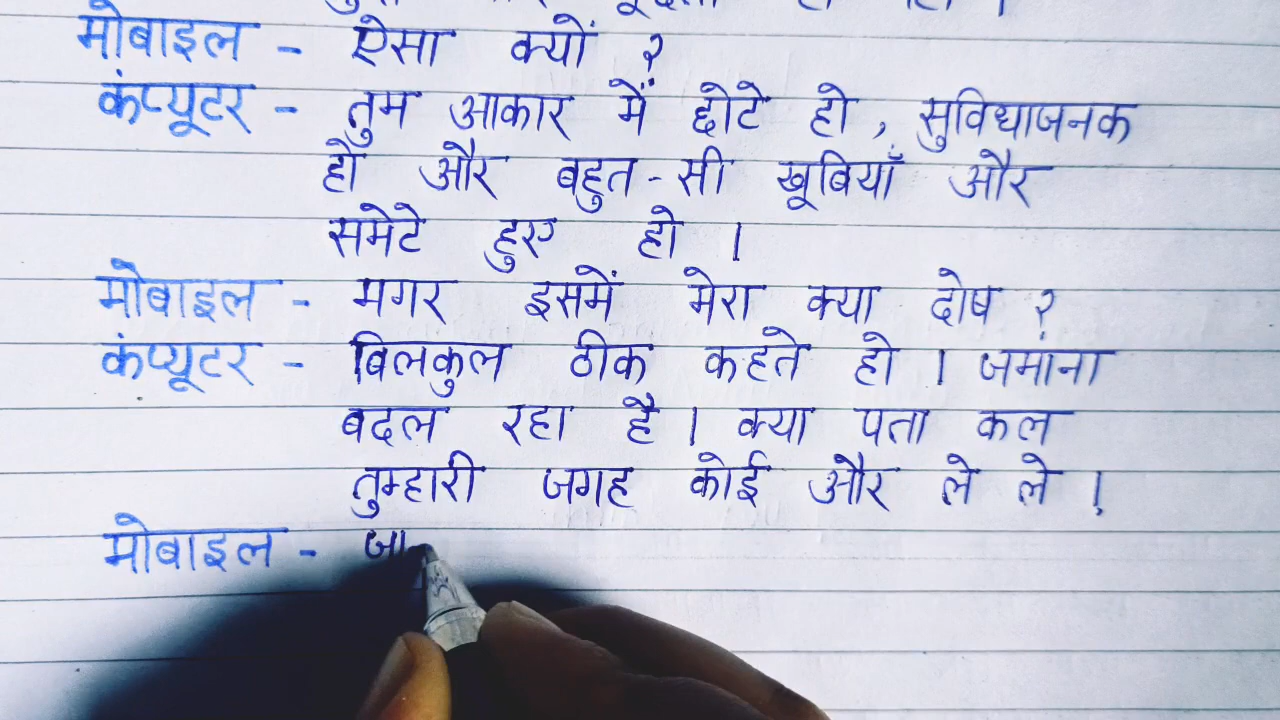 मोबाइल - ऐसा क्यों ?
कंप्यूटर - तुम आकार में छोटे हो, सुविधाजनक
हो और बहुत-सी खूबियाँ और
समेटे हुए हो ।
मोबाइल - मगर इसमें मेरा क्या दोष ?
कंप्यूटर - बिलकुल ठीक कहते हो । जमांना
बदल रहा है । क्या पता कल
तुम्हारी जगह कोई और ले ले !
मोबाइल - जा